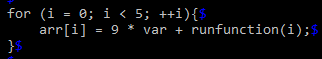 for (i = 0; i < 5; ++i){$
    arr[i] = 9 * var + runfunction(i);$
}$